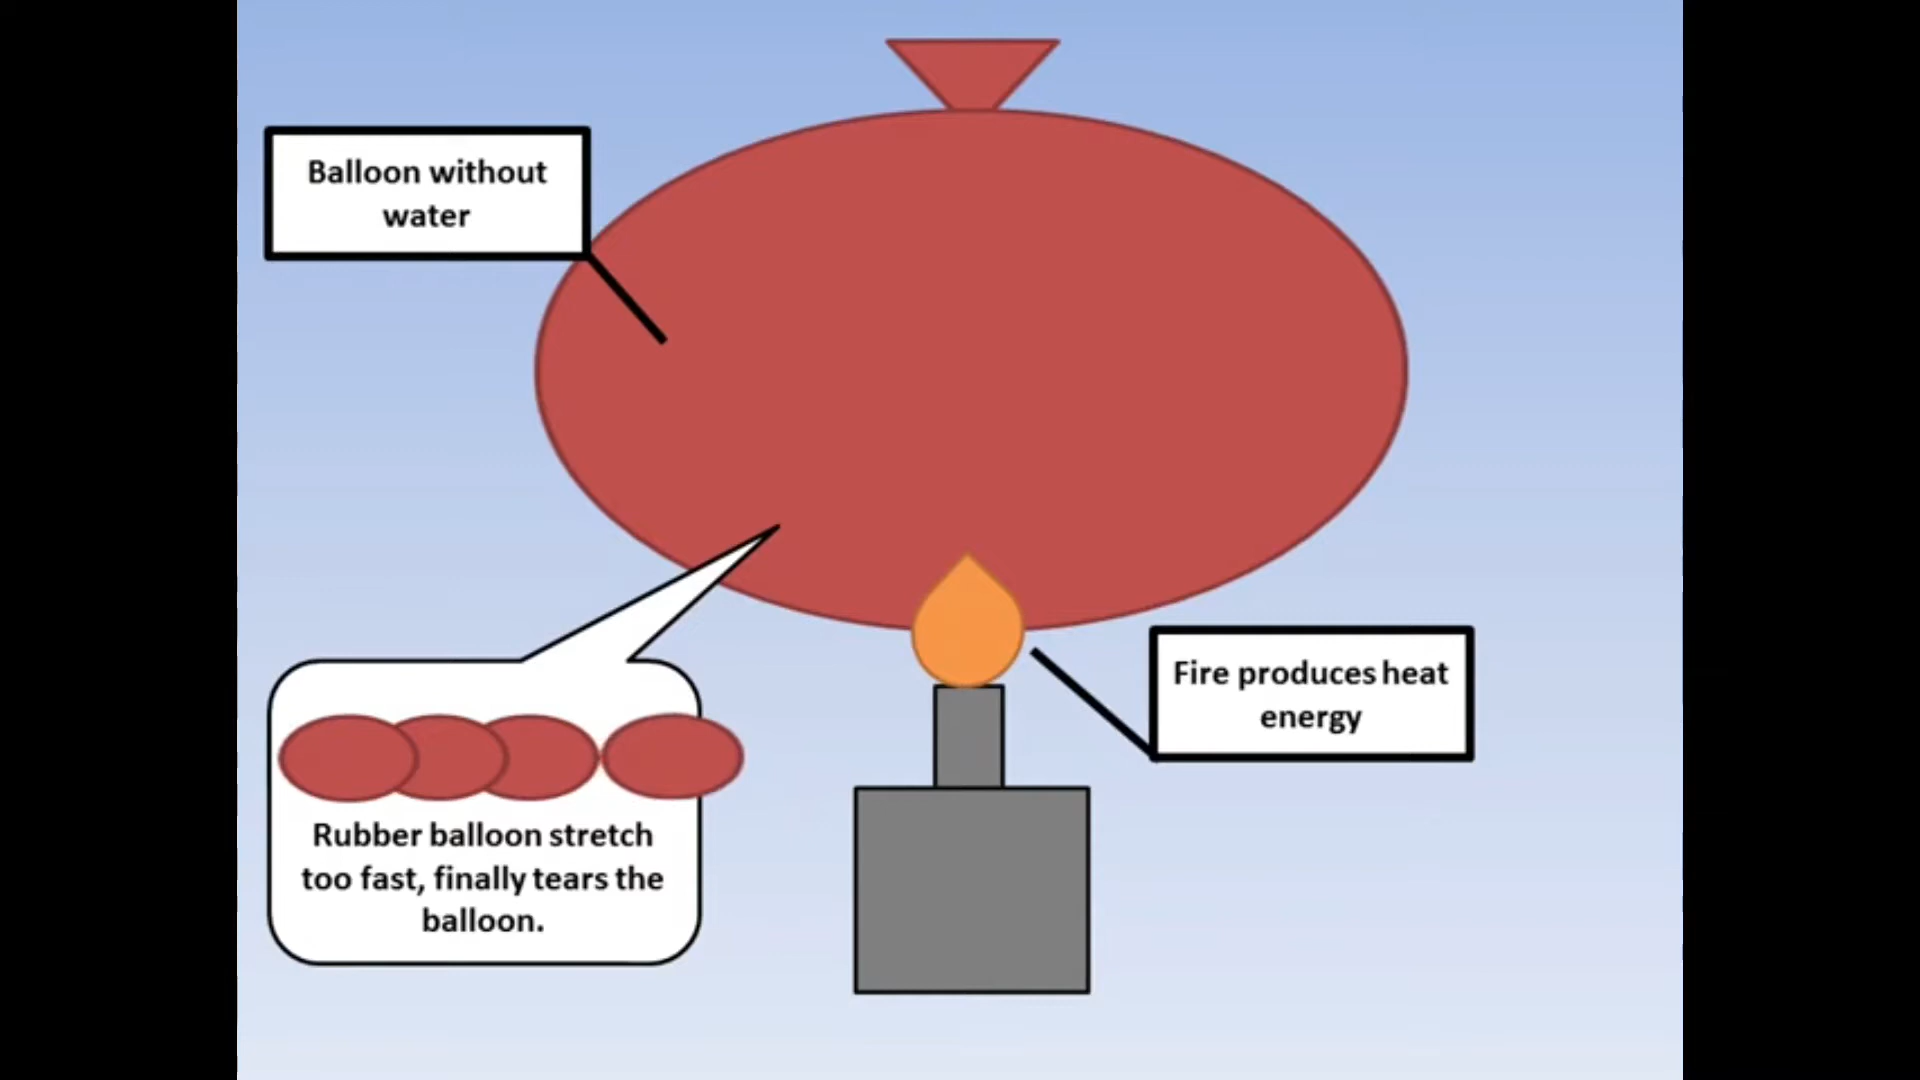 Balloon without
water
Fire produces heat
energy
Rubber balloon stretch
too fast, finally tears the
balloon.